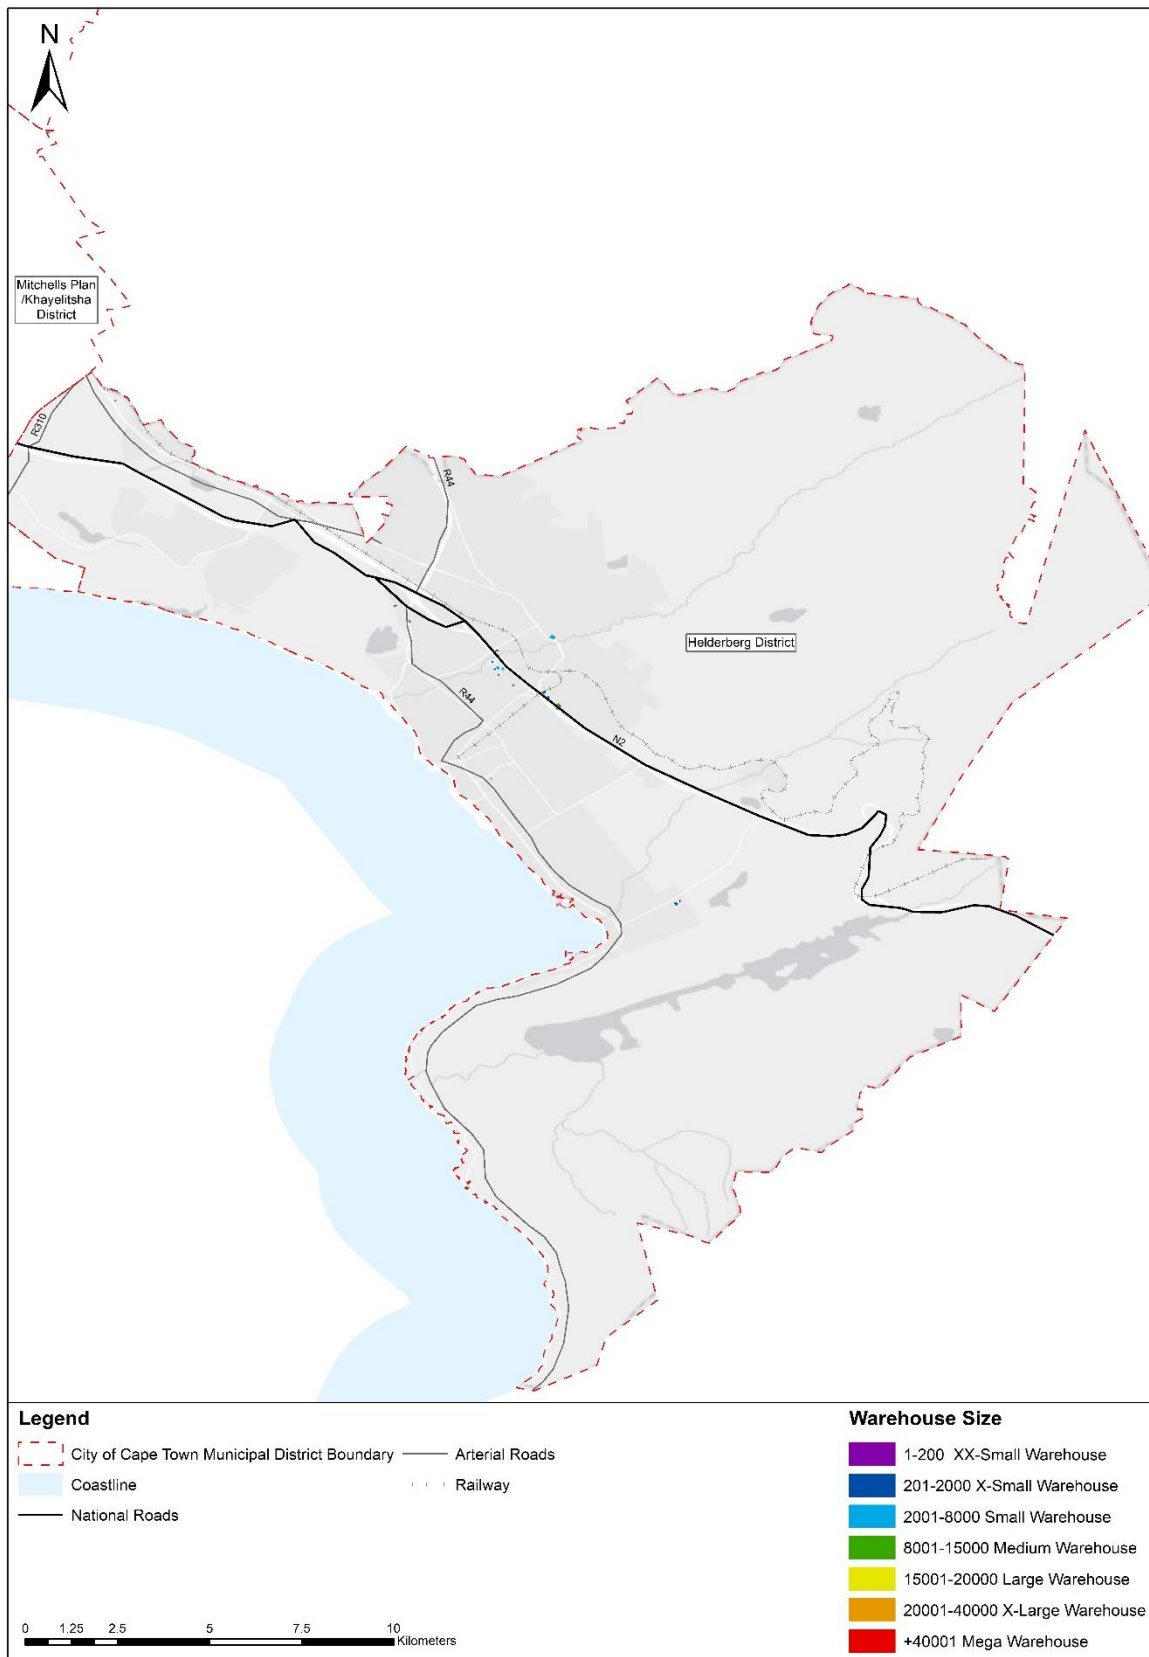 N
Mitchells Plan
/Khayelitsha
District
R310
R44
Helderberg District
R44
N2
Legend
City of Cape Town Municipal District Boundary
Arterial Roads
Coastline
Railway
National Roads
Warehouse Size
1-200 XX-Small Warehouse
201-2000 X-Small Warehouse
2001-8000 Small Warehouse
8001-15000 Medium Warehouse
15001-20000 Large Warehouse
20001-40000 X-Large Warehouse
+40001 Mega Warehouse
0 1.25 2.5 5 7.5 10
Kilometers